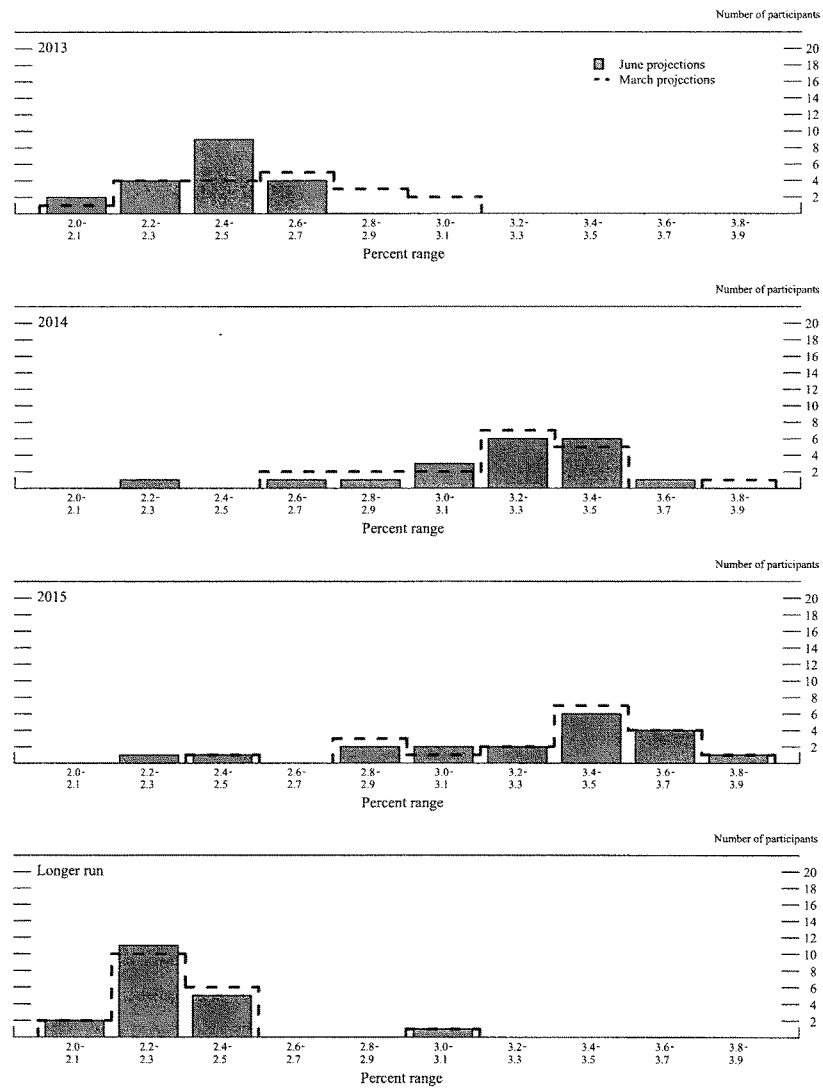 Number of participants
2013
20
18
16
14
12
10
8
6
4
2
June projections
March projections
2.0- 2.2- 2.4- 2.6- 2.8- 3.0- 3.2- 3.4- 3.6- 3.8-
2.1 2.3 2.5 2.7 2.9 3.1 3.3 3.5 3.7 3.9
Percent range
Number of participants
2014
20
18
16
14
12
10
8
6
4
2
2.0- 2.2- 2.4- 2.6- 2.8- 3.0- 3.2- 3.4- 3.6- 3.8-
2.1 2.3 2.5 2.7 2.9 3.1 3.3 3.5 3.7 3.9
Percent range
Number of participants
2015
20
18
16
14
12
10
8
6
4
2
2.0- 2.2- 2.4- 2.6- 2.8- 3.0- 3.2- 3.4- 3.6- 3.8-
2.1 2.3 2.5 2.7 2.9 3.1 3.3 3.5 3.7 3.9
Percent range
Number of participants
Longer run
20
18
16
14
12
10
8
6
4
2
2.0- 2.2- 2.4- 2.6- 2.8- 3.0- 3.2- 3.4- 3.6- 3.8-
2.1 2.3 2.5 2.7 2.9 3.1 3.3 3.5 3.7 3.9
Percent range